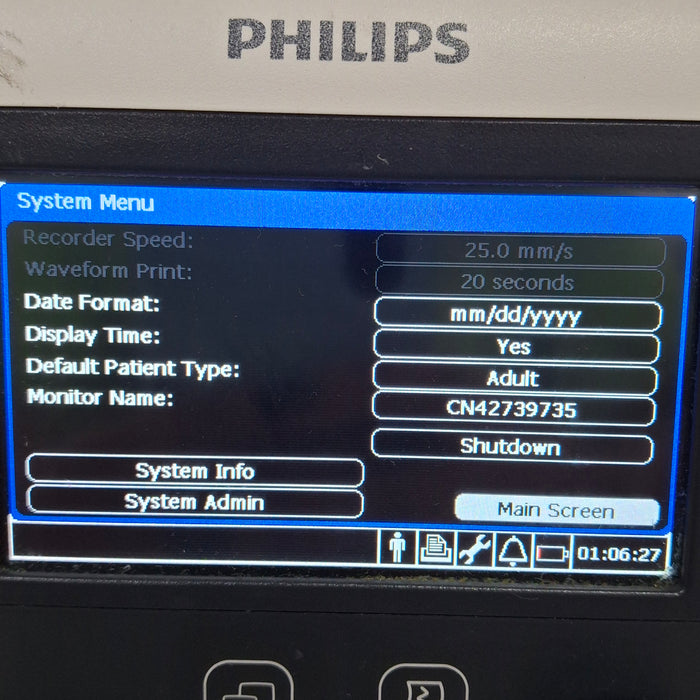 PHILIPS
System Menu
Recorder Speed: 25.0 mm/s
Waveform Print: 20 seconds
Date Format: mm/dd/yyyy
Display Time: Yes
Default Patient Type: Adult
Monitor Name: CN42739735
Shutdown
System Info
System Admin
Main Screen
01:06:27